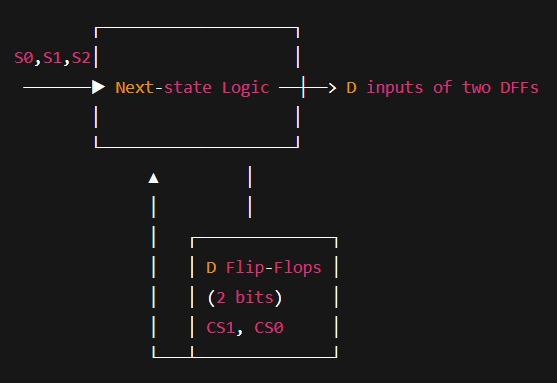 S0,S1,S2
Next-state Logic ──┼──> D inputs of two DFFs
D Flip-Flops
(2 bits)
CS1, CS0